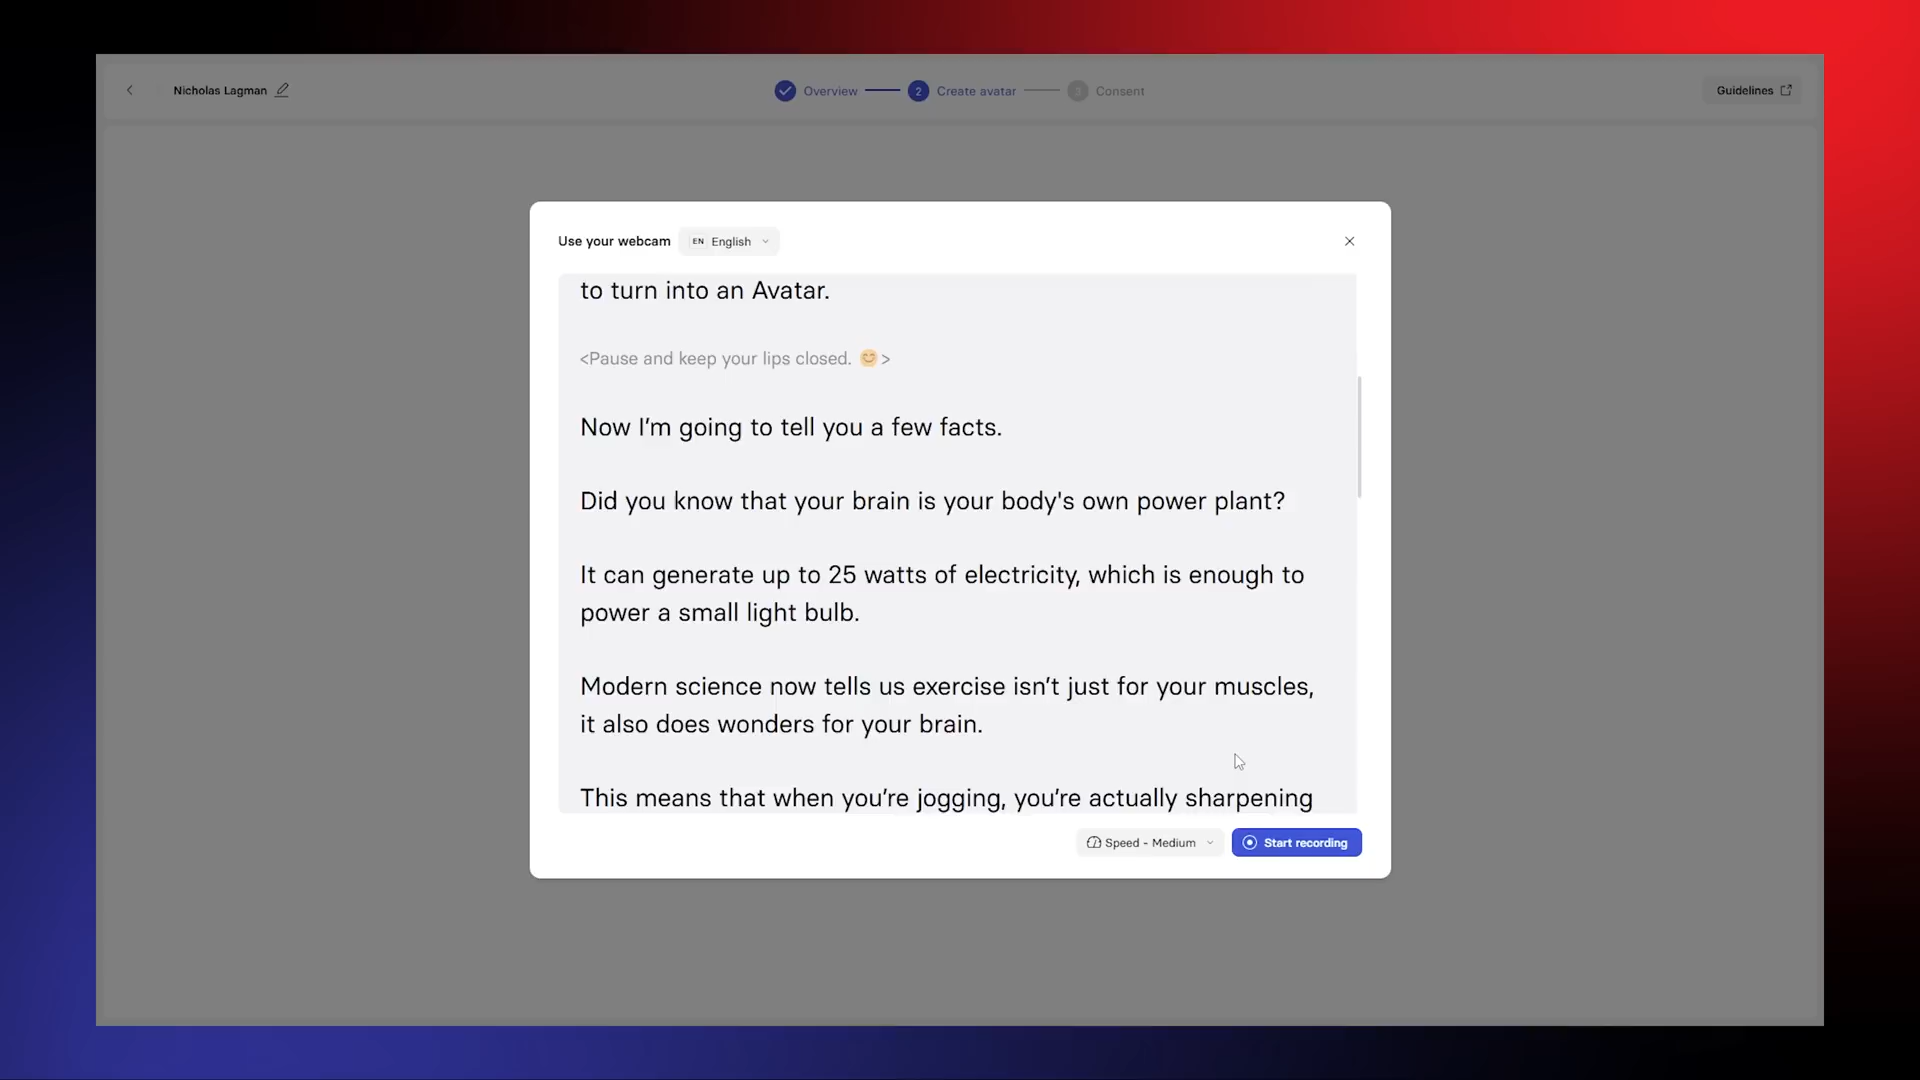 Nicholas Lagman
Overview
2
Create avatar
3
Consent
Guidelines
Use your webcam
EN English
to turn into an Avatar.
<Pause and keep your lips closed. 😊 >
Now I’m going to tell you a few facts.
Did you know that your brain is your body's own power plant?
It can generate up to 25 watts of electricity, which is enough to
power a small light bulb.
Modern science now tells us exercise isn’t just for your muscles,
it also does wonders for your brain.
This means that when you’re jogging, you’re actually sharpening
Speed - Medium
Start recording